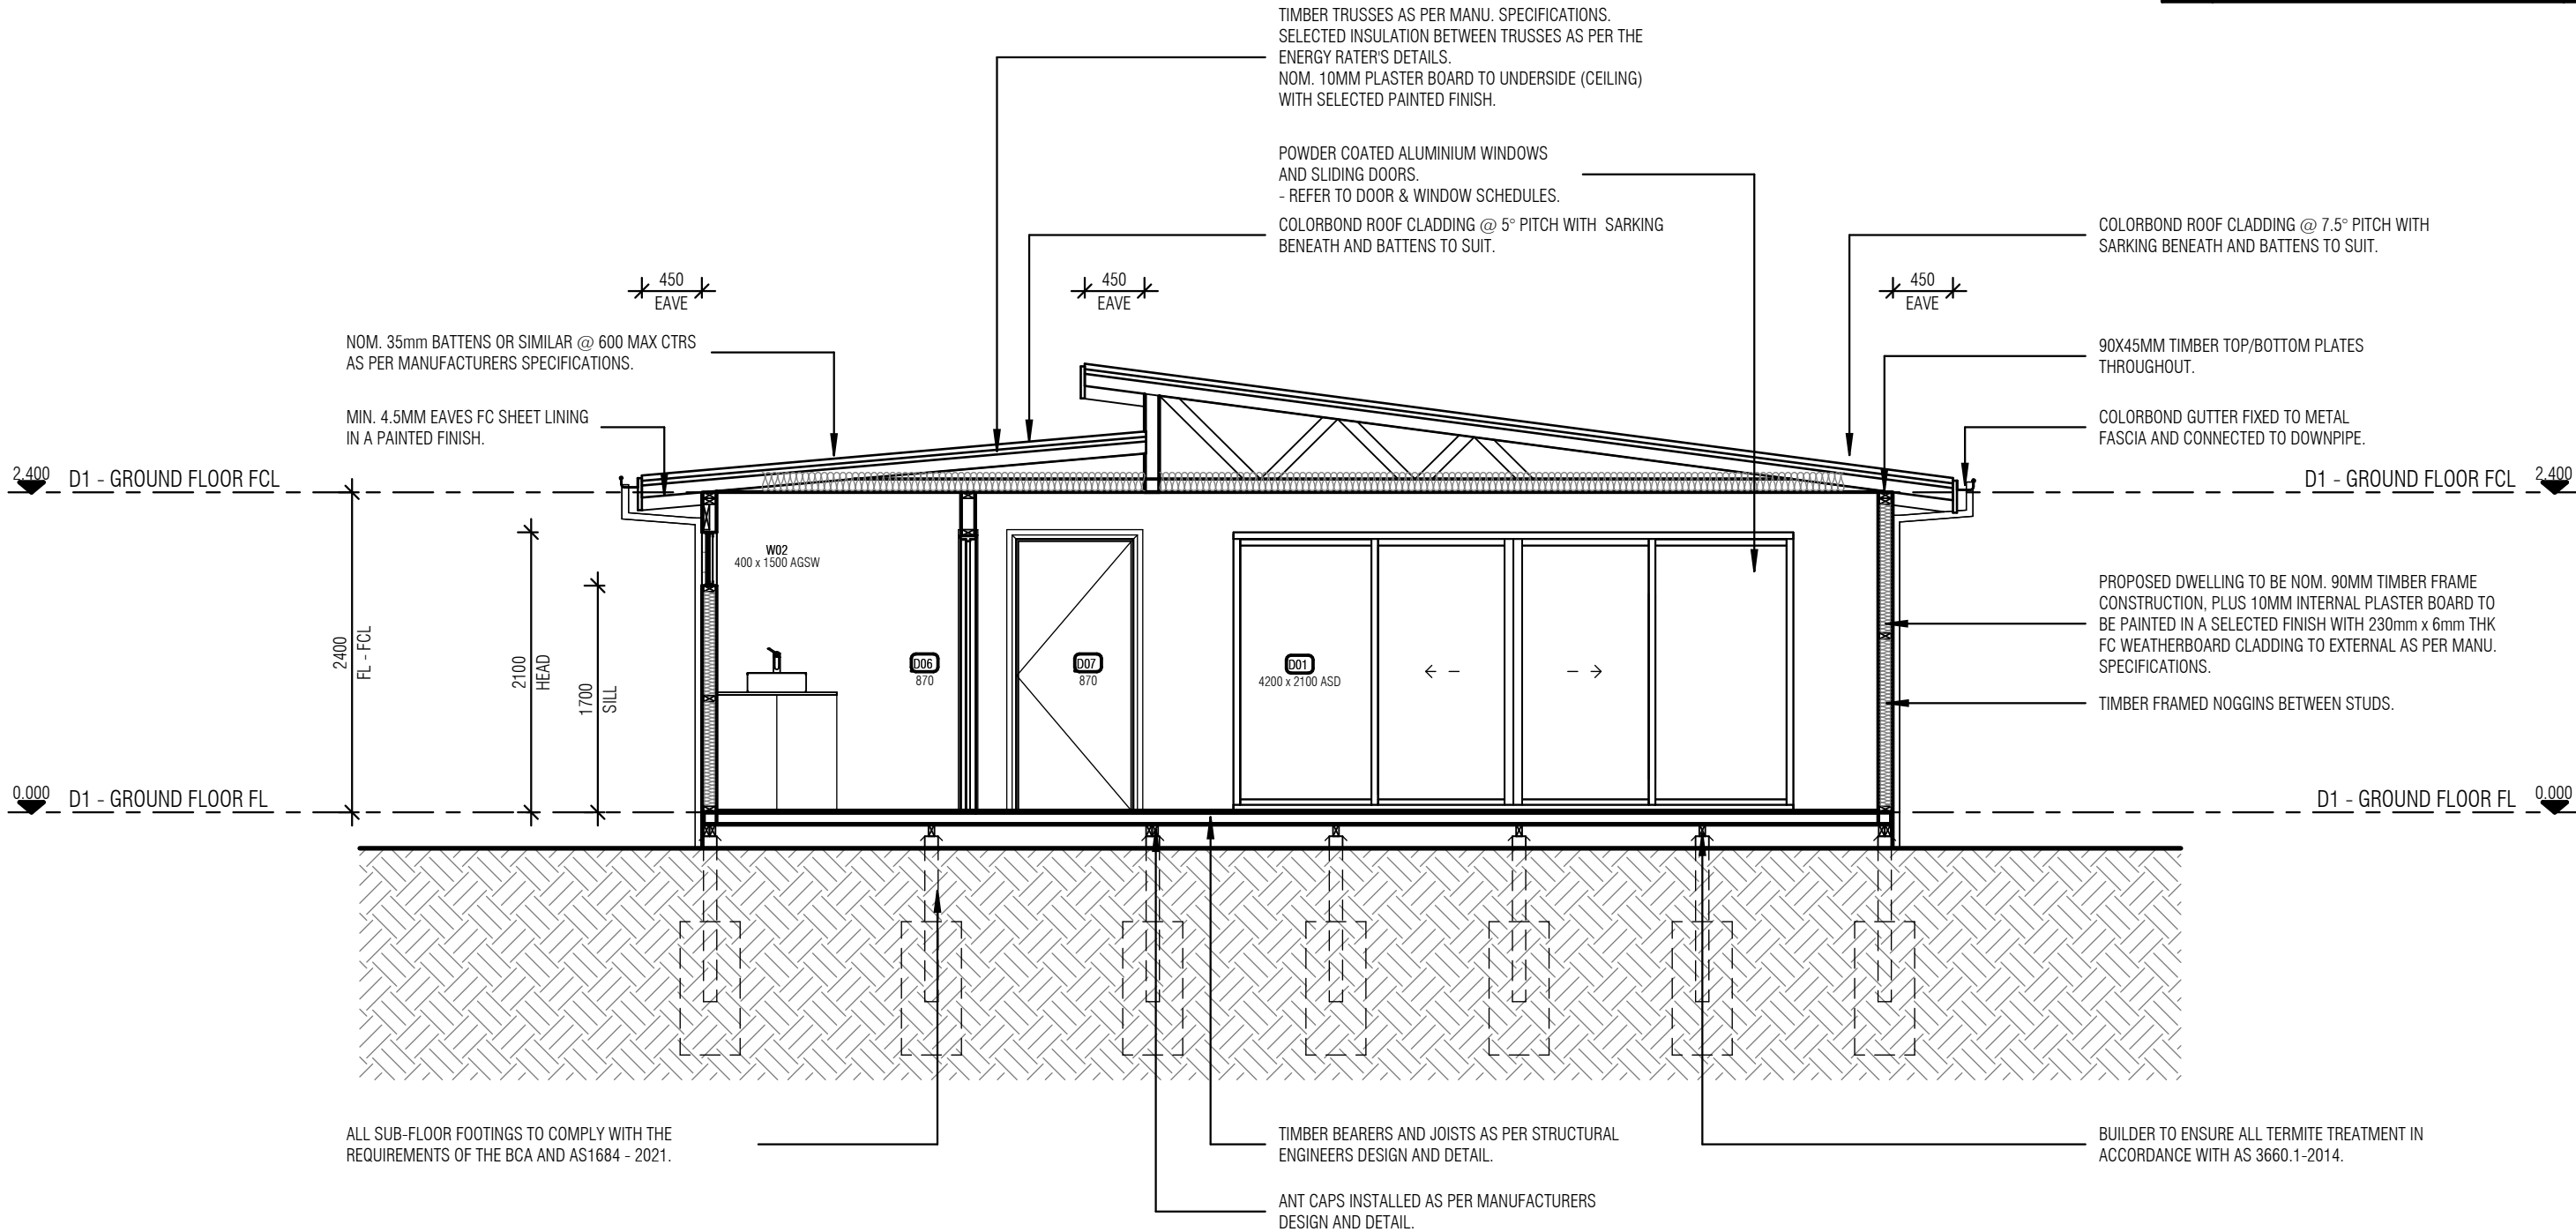 TIMBER TRUSSES AS PER MANU. SPECIFICATIONS.
SELECTED INSULATION BETWEEN TRUSSES AS PER THE
ENERGY RATER'S DETAILS.
NOM. 10MM PLASTER BOARD TO UNDERSIDE (CEILING)
WITH SELECTED PAINTED FINISH.
POWDER COATED ALUMINIUM WINDOWS
AND SLIDING DOORS.
- REFER TO DOOR & WINDOW SCHEDULES.
COLORBOND ROOF CLADDING @ 5° PITCH WITH SARKING
BENEATH AND BATTENS TO SUIT.
COLORBOND ROOF CLADDING @ 7.5° PITCH WITH
SARKING BENEATH AND BATTENS TO SUIT.
450
EAVE
450
EAVE
450
EAVE
NOM. 35mm BATTENS OR SIMILAR @ 600 MAX CTRS
AS PER MANUFACTURERS SPECIFICATIONS.
90X45MM TIMBER TOP/BOTTOM PLATES
THROUGHOUT.
MIN. 4.5MM EAVES FC SHEET LINING
IN A PAINTED FINISH.
COLORBOND GUTTER FIXED TO METAL
FASCIA AND CONNECTED TO DOWNPIPE.
2.400 D1 - GROUND FLOOR FCL
D1 - GROUND FLOOR FCL 2.400
W02
400 x 1500 AGSW
PROPOSED DWELLING TO BE NOM. 90MM TIMBER FRAME
CONSTRUCTION, PLUS 10MM INTERNAL PLASTER BOARD TO
BE PAINTED IN A SELECTED FINISH WITH 230mm x 6mm THK
FC WEATHERBOARD CLADDING TO EXTERNAL AS PER MANU.
SPECIFICATIONS.
2400
FL - FCL
2100
HEAD
1700
SILL
D06
870
D07
870
D01
4200 x 2100 ASD
TIMBER FRAMED NOGGINS BETWEEN STUDS.
0.000 D1 - GROUND FLOOR FL
D1 - GROUND FLOOR FL 0.000
ALL SUB-FLOOR FOOTINGS TO COMPLY WITH THE
REQUIREMENTS OF THE BCA AND AS1684 - 2021.
TIMBER BEARERS AND JOISTS AS PER STRUCTURAL
ENGINEERS DESIGN AND DETAIL.
BUILDER TO ENSURE ALL TERMITE TREATMENT IN
ACCORDANCE WITH AS 3660.1-2014.
ANT CAPS INSTALLED AS PER MANUFACTURERS
DESIGN AND DETAIL.